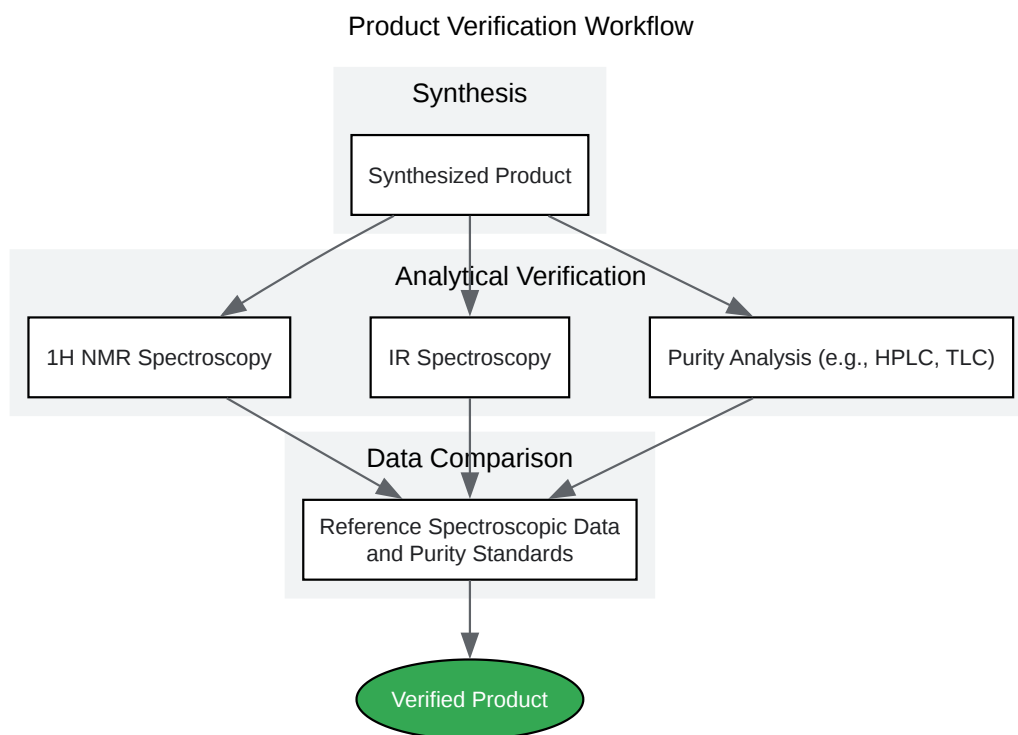 Product Verification Workflow
Synthesis
Synthesized Product
Analytical Verification
1H NMR Spectroscopy
IR Spectroscopy
Purity Analysis (e.g., HPLC, TLC)
Data Comparison
Reference Spectroscopic Data
and Purity Standards
Verified Product